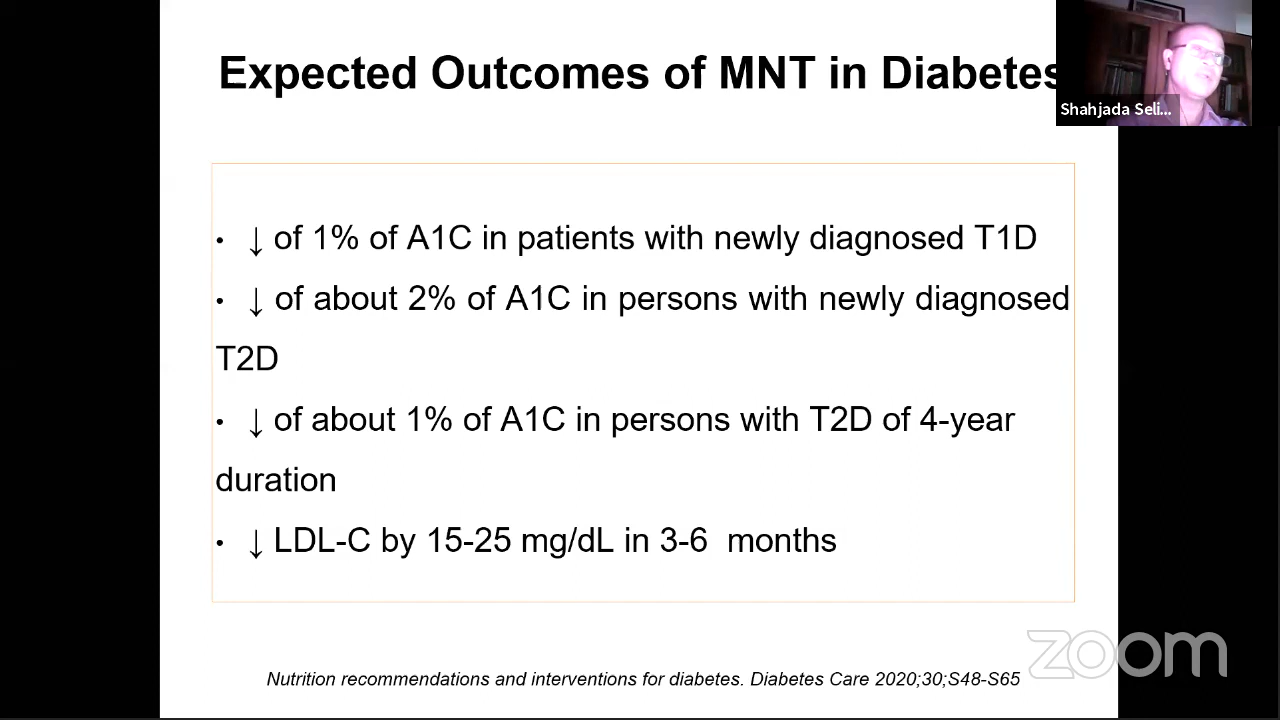 Expected Outcomes of MNT in Diabetes
Shahjada Seli...
• ↓ of 1% of A1C in patients with newly diagnosed T1D
• ↓ of about 2% of A1C in persons with newly diagnosed
T2D
• ↓ of about 1% of A1C in persons with T2D of 4-year
duration
• ↓ LDL-C by 15-25 mg/dL in 3-6 months
zoom
Nutrition recommendations and interventions for diabetes. Diabetes Care 2020;30;S48-S65